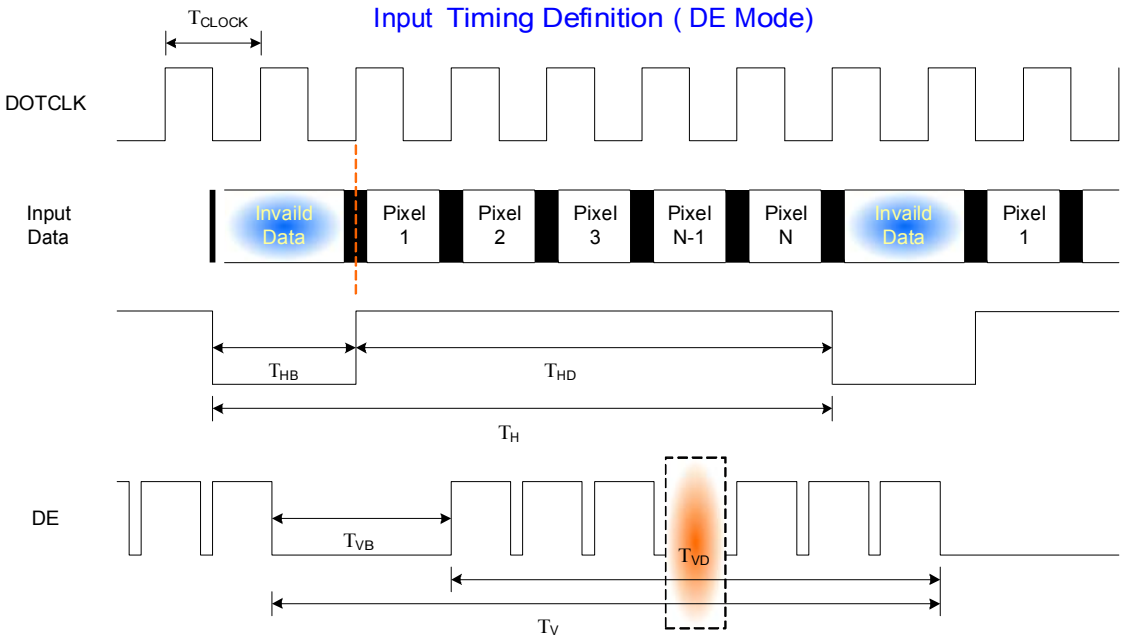 Input Timing Definition ( DE Mode)
TCLOCK
DOTCLK
Input
Data
Invaild
Data
Pixel
1
Pixel
2
Pixel
3
Pixel
N-1
Pixel
N
Invaild
Data
Pixel
1
THB
THD
TH
DE
TVB
TVD
TV